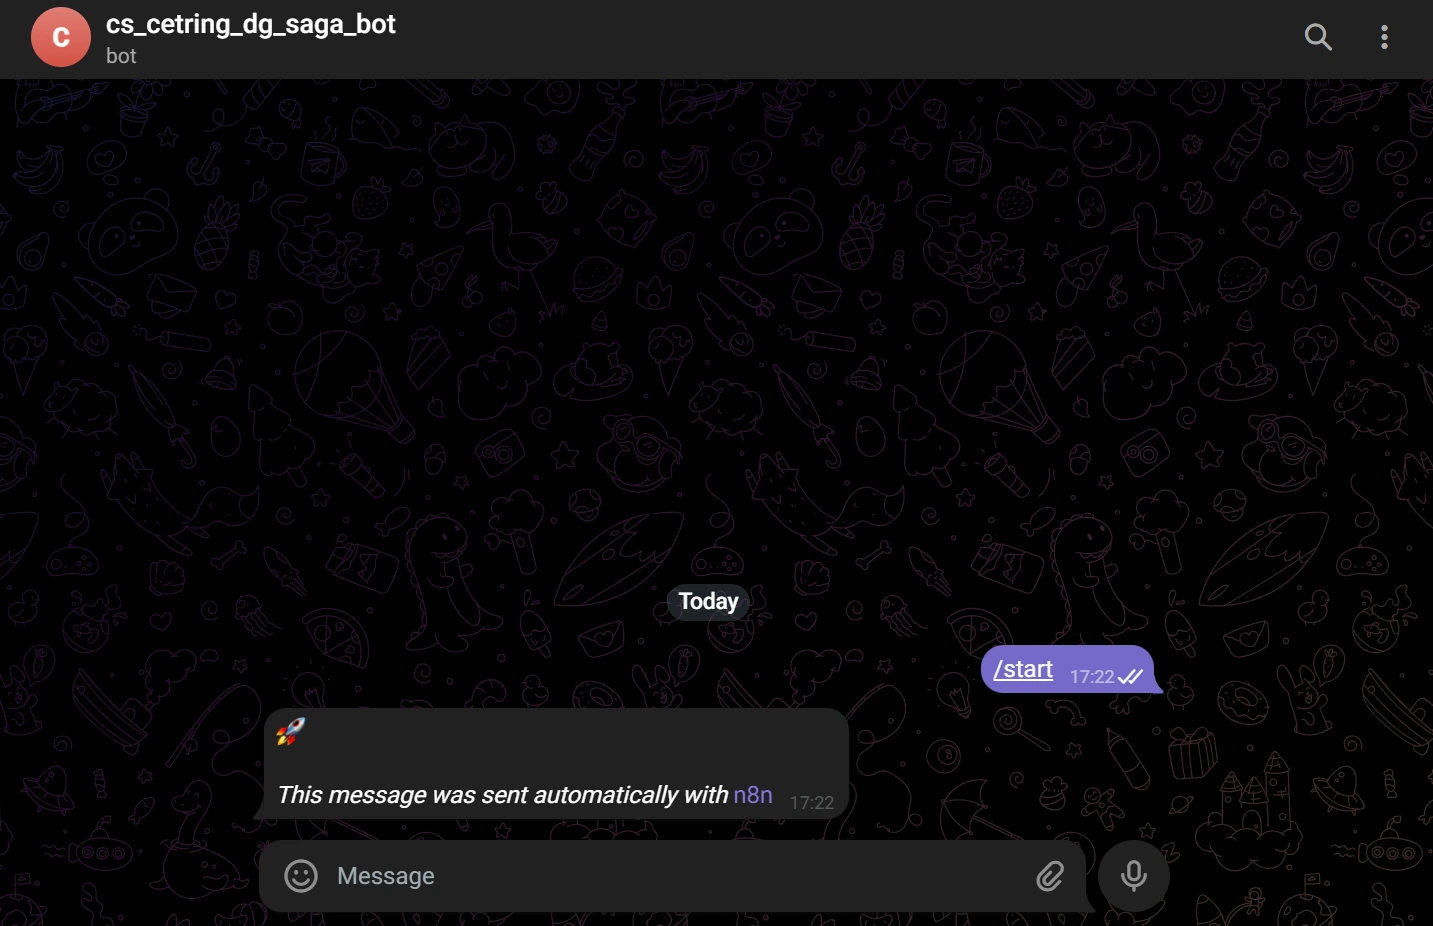 C
cs_cetring_dg_saga_bot
bot
Today
/start 17:22
🚀
This message was sent automatically with n8n 17:22
Message